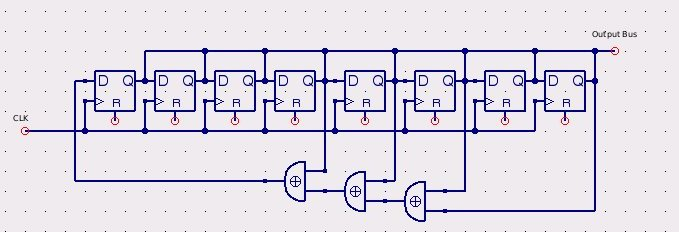 Output Bus
D Q D Q D Q D Q D Q D Q D Q D Q
R R R R R R R R
CLK